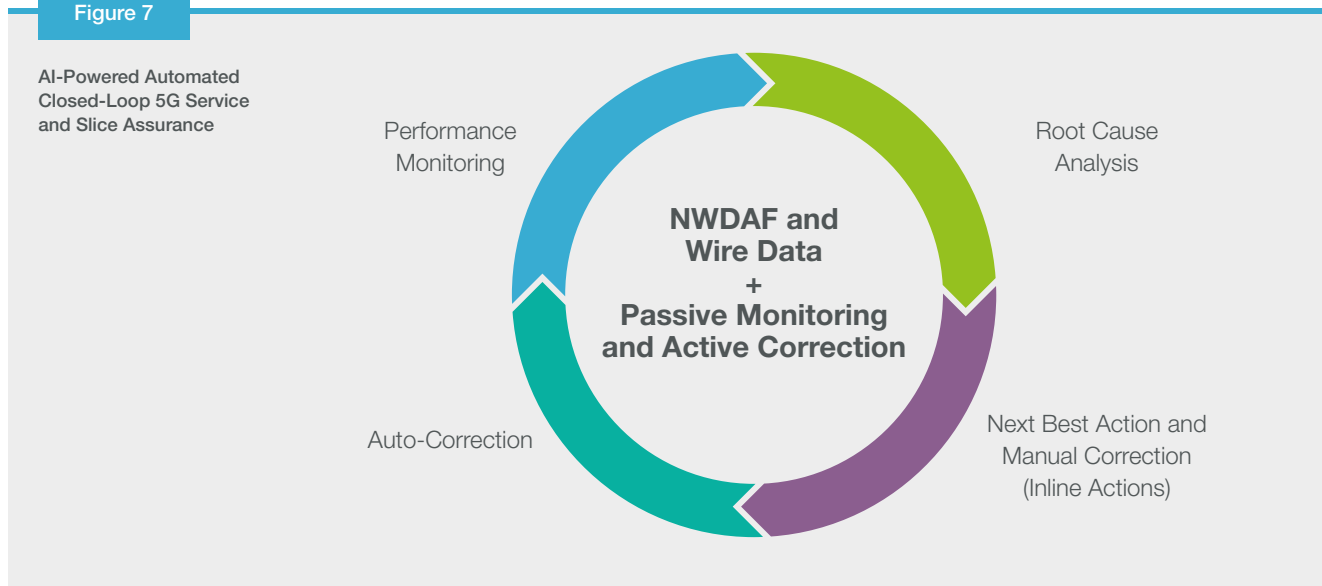 Figure 7
AI-Powered Automated
Closed-Loop 5G Service
and Slice Assurance
Performance
Monitoring
Root Cause
Analysis
NWDAF and
Wire Data
+
Passive Monitoring
and Active Correction
Auto-Correction
Next Best Action and
Manual Correction
(Inline Actions)